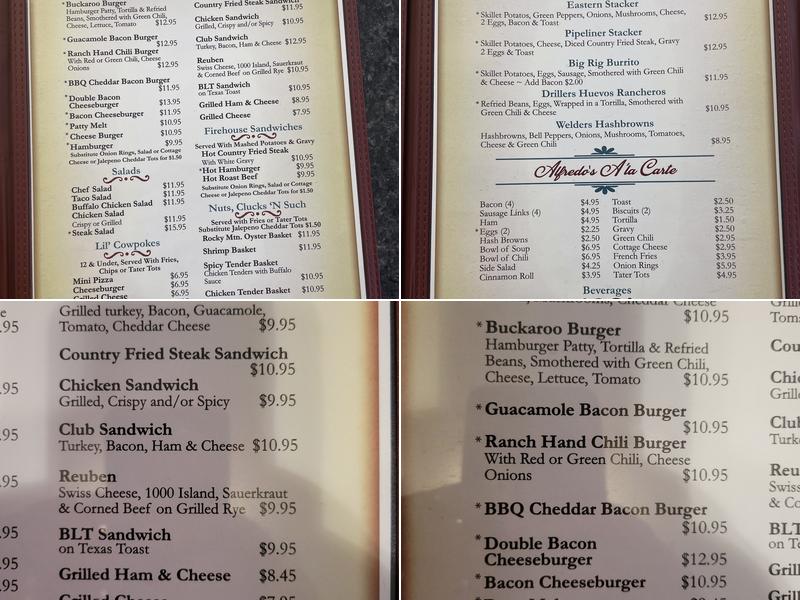 *Buckaroo Burger
Hamburger Patty, Tortilla & Refried
Beans, Smothered with Green Chili,
Cheese, Lettuce, Tomato $12.95
*Guacamole Bacon Burger
$12.95
*Ranch Hand Chili Burger
With Red or Green Chili, Cheese
Onions $12.95
*BBQ Cheddar Bacon Burger
$11.95
*Double Bacon
Cheeseburger $13.95
*Bacon Cheeseburger $11.95
*Patty Melt $10.95
*Cheese Burger $10.95
*Hamburger $9.95
Substitute Onion Rings, Salad or Cottage
Cheese or Jalepeno Cheddar Tots for $1.50
Salads
Chef Salad $11.95
Taco Salad $11.95
Buffalo Chicken Salad $11.95
Chicken Salad
Crispy or Grilled $11.95
*Steak Salad $15.95
Lil' Cowpokes
12 & Under, Served With Fries,
Chips or Tater Tots
Mini Pizza $6.95
Cheeseburger $6.95
Grilled Cheese $6.95
Country Fried Steak Sandwich
$11.95
Chicken Sandwich
Grilled, Crispy and/or Spicy $10.95
Club Sandwich
Turkey, Bacon, Ham & Cheese $12.95
Reuben
Swiss Cheese, 1000 Island, Sauerkraut
& Corned Beef on Grilled Rye $10.95
BLT Sandwich
on Texas Toast $10.95
Grilled Ham & Cheese $8.95
Grilled Cheese $7.95
Firehouse Sandwiches
Served With Mashed Potatoes & Gravy
Hot Country Fried Steak
With White Gravy $10.95
*Hot Hamburger $9.95
Hot Roast Beef $9.95
Substitute Onion Rings, Salad or Cottage
Cheese or Jalepeno Cheddar Tots for $1.50
Nuts, Clucks 'N Such
Served with Fries or Tater Tots
Substitute Jalepeno Cheddar Tots $1.50
Rocky Mtn. Oyster Basket $11.95
Shrimp Basket $11.95
Spicy Tender Basket
Chicken Tenders with Buffalo
Sauce $10.95
Chicken Tender Basket $10.95
Eastern Stacker
*Skillet Potatos, Green Peppers, Onions, Mushrooms, Cheese,
2 Eggs, Bacon & Toast $12.95
Pipeliner Stacker
*Skillet Potatoes, Cheese, Diced Country Fried Steak, Gravy
2 Eggs & Toast $12.95
Big Rig Burrito
*Skillet Potatos, Eggs, Sausage, Smothered with Green Chili
& Cheese ~ Add Bacon $2.00 $11.95
Drillers Huevos Rancheros
*Refried Beans, Eggs, Wrapped in a Tortilla, Smothered with
Green Chili & Cheese $10.95
Welders Hashbrowns
Hashbrowns, Bell Peppers, Onions, Mushrooms, Tomatoes,
Cheese & Green Chili $8.95
Alfredo's A'la Carte
Bacon (4) $4.95
Sausage Links (4) $4.95
Ham $4.95
*Eggs (2) $2.25
Hash Browns $2.50
Bowl of Soup $6.95
Bowl of Chili $6.95
Side Salad $4.25
Cinnamon Roll $3.95
Toast $2.50
Biscuits (2) $3.25
Tortilla $1.50
Gravy $2.50
Green Chili $2.95
Cottage Cheese $2.95
French Fries $3.95
Onion Rings $5.95
Tater Tots $4.95
Beverages
.95
.95
.95
.95
.95
.95
.95
Grilled turkey, Bacon, Guacamole,
Tomato, Cheddar Cheese $9.95
Country Fried Steak Sandwich
$10.95
Chicken Sandwich
Grilled, Crispy and/or Spicy $9.95
Club Sandwich
Turkey, Bacon, Ham & Cheese $10.95
Reuben
Swiss Cheese, 1000 Island, Sauerkraut
& Corned Beef on Grilled Rye $9.95
BLT Sandwich
on Texas Toast $9.95
Grilled Ham & Cheese $8.45
Grilled Cheese $7.95
Mushrooms, Cheddar Cheese
$10.95
*Buckaroo Burger
Hamburger Patty, Tortilla & Refried
Beans, Smothered with Green Chili,
Cheese, Lettuce, Tomato $10.95
*Guacamole Bacon Burger
$10.95
*Ranch Hand Chili Burger
With Red or Green Chili, Cheese
Onions $10.95
*BBQ Cheddar Bacon Burger
$10.95
*Double Bacon
Cheeseburger $12.95
*Bacon Cheeseburger $10.95